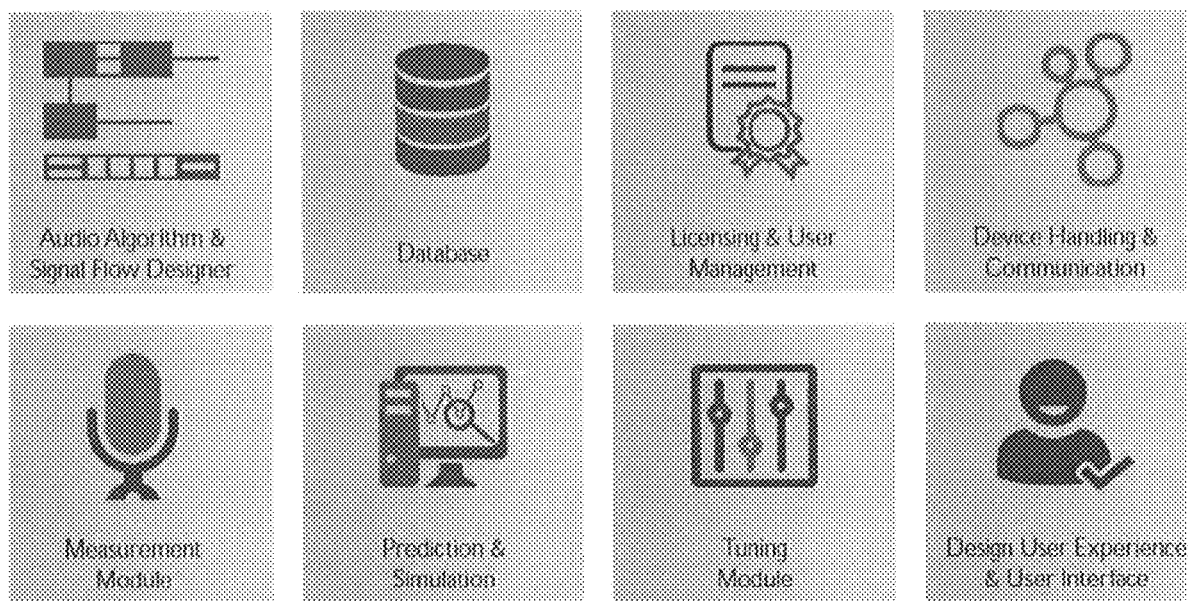 Audio Algorithm &
Signal Flow Designer
Database
Licensing & User
Management
Device Handling &
Communication
Measurement
Module
Prediction &
Simulation
Tuning
Module
Design User Experience
& User Interface